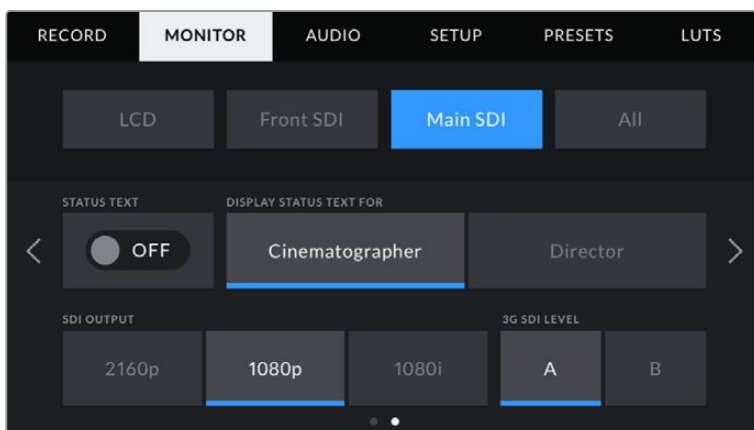 RECORD MONITOR AUDIO SETUP PRESETS LUTS
LCD Front SDI Main SDI All
STATUS TEXT DISPLAY STATUS TEXT FOR
OFF Cinematographer Director
SDI OUTPUT 3G SDI LEVEL
2160p 1080p 1080i A B